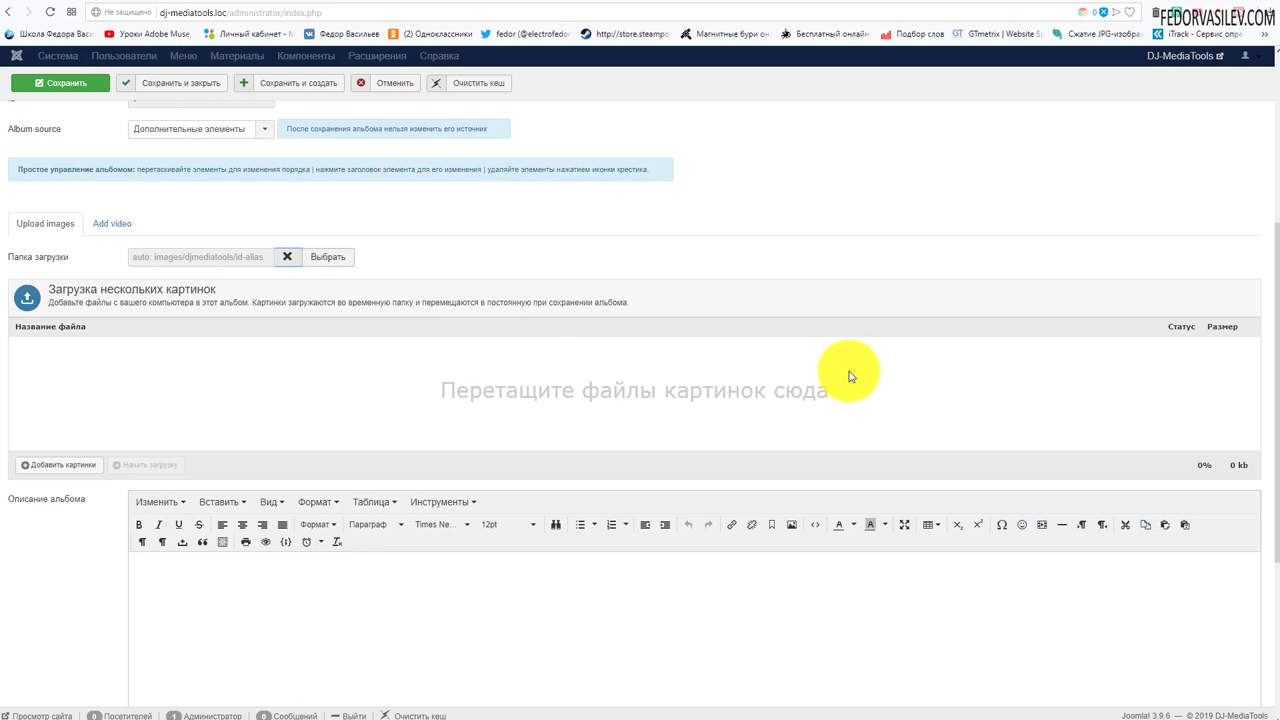 Не защищено dj-mediatools.loc/administrator/index.php 0
FEDORVASILEV.COM
Школа Федора Васи Уроки Adobe Muse, Личный кабинет - М Федор Васильев (2) Одноклассники fedor (@electrofedor http://store.steampo Магнитные бури онл Бесплатный онлайн Подбор слов GTmetrix | Website S Сжатие JPG-изобра iTrack - Сервис опре
Система Пользователи Меню Материалы Компоненты Расширения Справка DJ-MediaTools
Сохранить Сохранить и закрыть Сохранить и создать Отменить Очистить кеш
Album source Дополнительные элементы После сохранения альбома нельзя изменить его источник
Простое управление альбомом: перетаскивайте элементы для изменения порядка | нажмите заголовок элемента для его изменения | удаляйте элементы нажатием иконки крестика.
Upload images Add video
Папка загрузки auto: images/djmediatools/id-alias Выбрать
Загрузка нескольких картинок
Добавьте файлы с вашего компьютера в этот альбом. Картинки загружаются во временную папку и перемещаются в постоянную при сохранении альбома.
Название файла Статус Размер
Перетащите файлы картинок сюда
Добавить картинки Начать загрузку 0% 0 kb
Описание альбома Изменить Вставить Вид Формат Таблица Инструменты
Формат Параграф Times Ne... 12pt
Просмотр сайта 0 Посетителей 1 Администратор 0 Сообщений Выйти Очистить кеш Joomla! 3.9.6 — © 2019 DJ-MediaTools